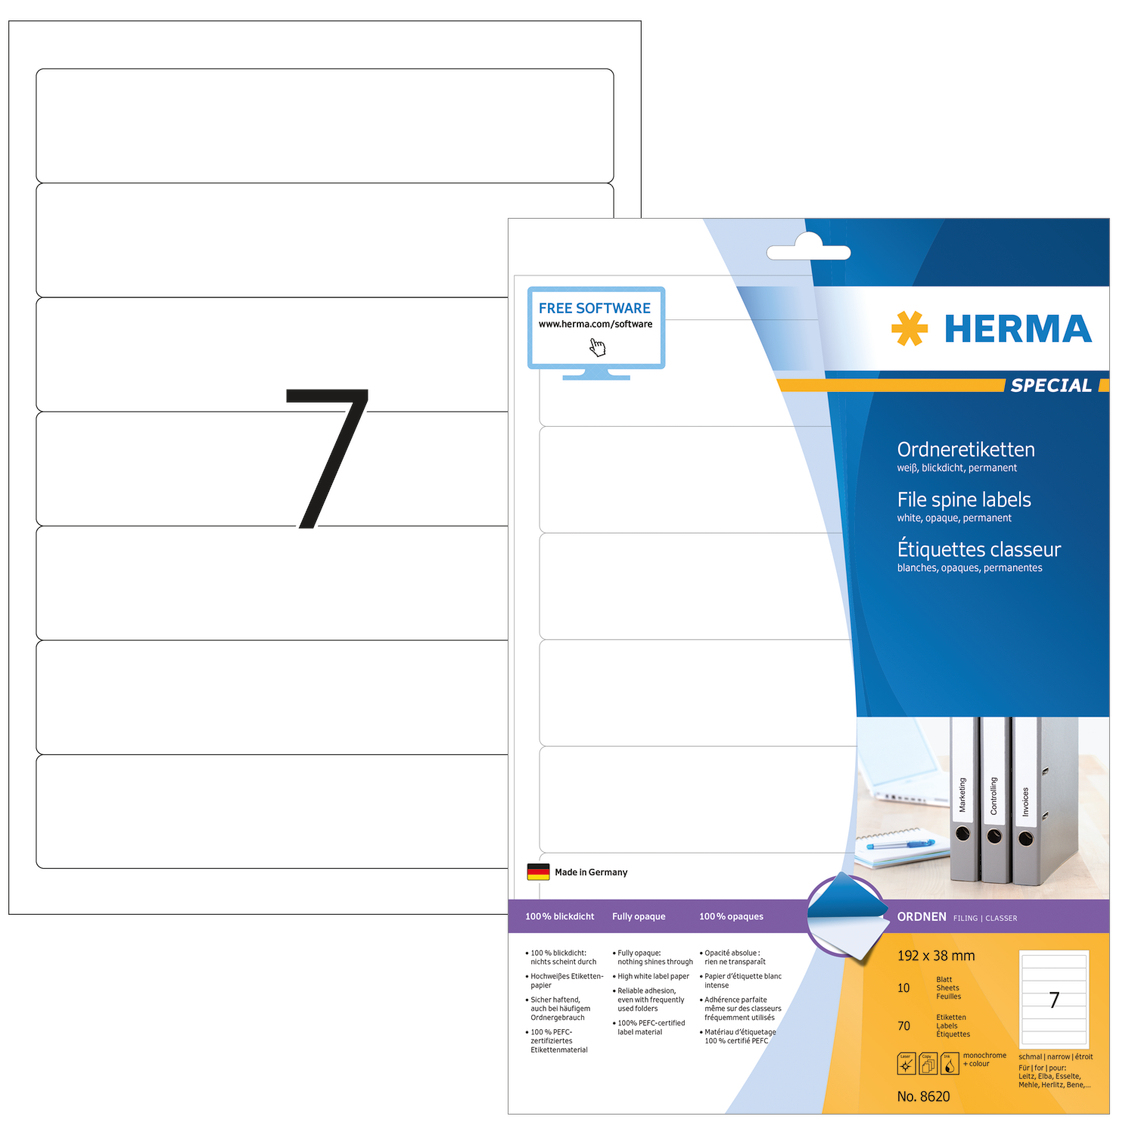 7
FREE SOFTWARE
www.herma.com/software
HERMA
SPECIAL
Ordneretiketten
weiß, blickdicht, permanent
File spine labels
white, opaque, permanent
Étiquettes classeur
blanches, opaques, permanentes
Marketing
Controlling
Invoices
Made in Germany
100 % blickdicht
Fully opaque
100 % opaques
ORDNEN FILING | CLASSER
• 100 % blickdicht:
nichts scheint durch
• Hochweißes Etiketten-
papier
• Sicher haftend,
auch bei häufigem
Ordnergebrauch
• 100 % PEFC-
zertifiziertes
Etikettenmaterial
• Fully opaque:
nothing shines through
• High white label paper
• Reliable adhesion,
even with frequently
used folders
• 100% PEFC-certified
label material
• Opacité absolue :
rien ne transparaît
• Papier d'étiquette blanc
intense
• Adhérence parfaite
même sur des classeurs
fréquemment utilisés
• Matériau d'étiquetage
100 % certifié PEFC
192 x 38 mm
10
Blatt
Sheets
Feuilles
70
Etiketten
Labels
Étiquettes
7
Laser
Copy
Ink
monochrome
+ colour
schmal | narrow | étroit
Für | for | pour:
Leitz, Elba, Esselte,
Mehle, Herlitz, Bene,...
No. 8620